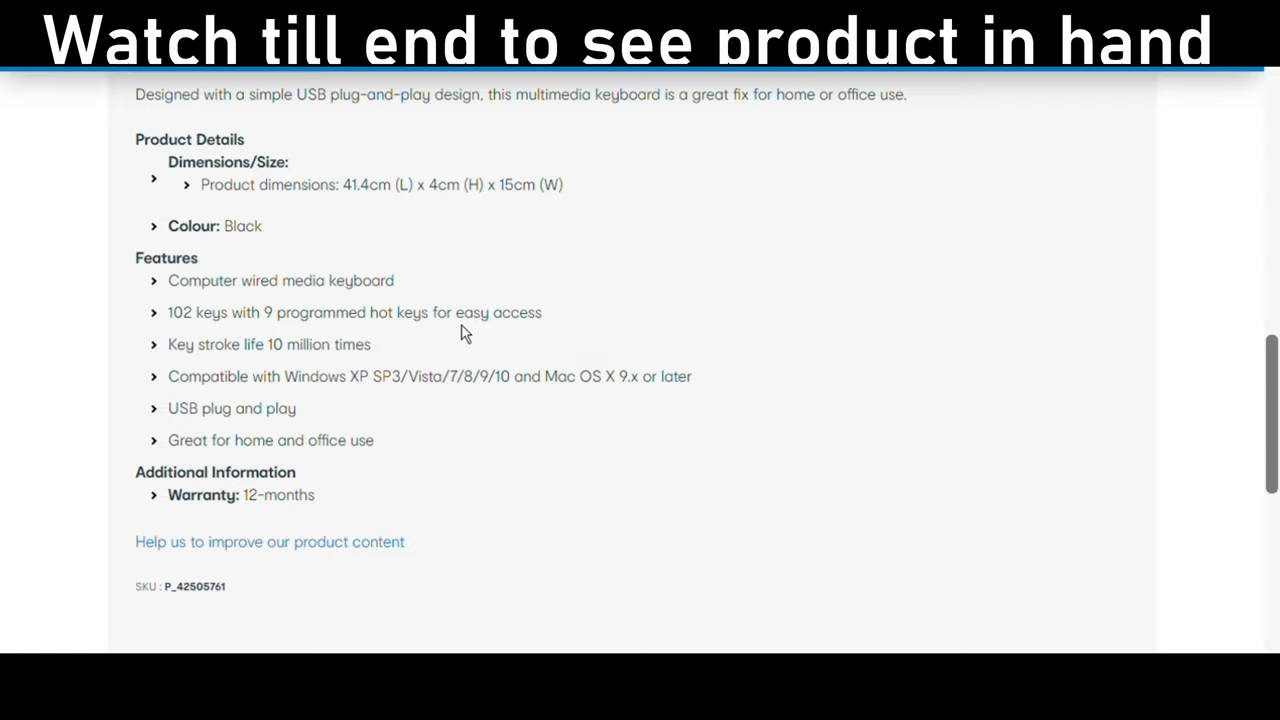 Watch till end to see product in hand
Designed with a simple USB plug-and-play design, this multimedia keyboard is a great fix for home or office use.
Product Details
Dimensions/Size:
Product dimensions: 41.4cm (L) x 4cm (H) x 15cm (W)
Colour: Black
Features
Computer wired media keyboard
102 keys with 9 programmed hot keys for easy access
Key stroke life 10 million times
Compatible with Windows XP SP3/Vista/7/8/9/10 and Mac OS X 9.x or later
USB plug and play
Great for home and office use
Additional Information
Warranty: 12-months
Help us to improve our product content
SKU : P_42505761